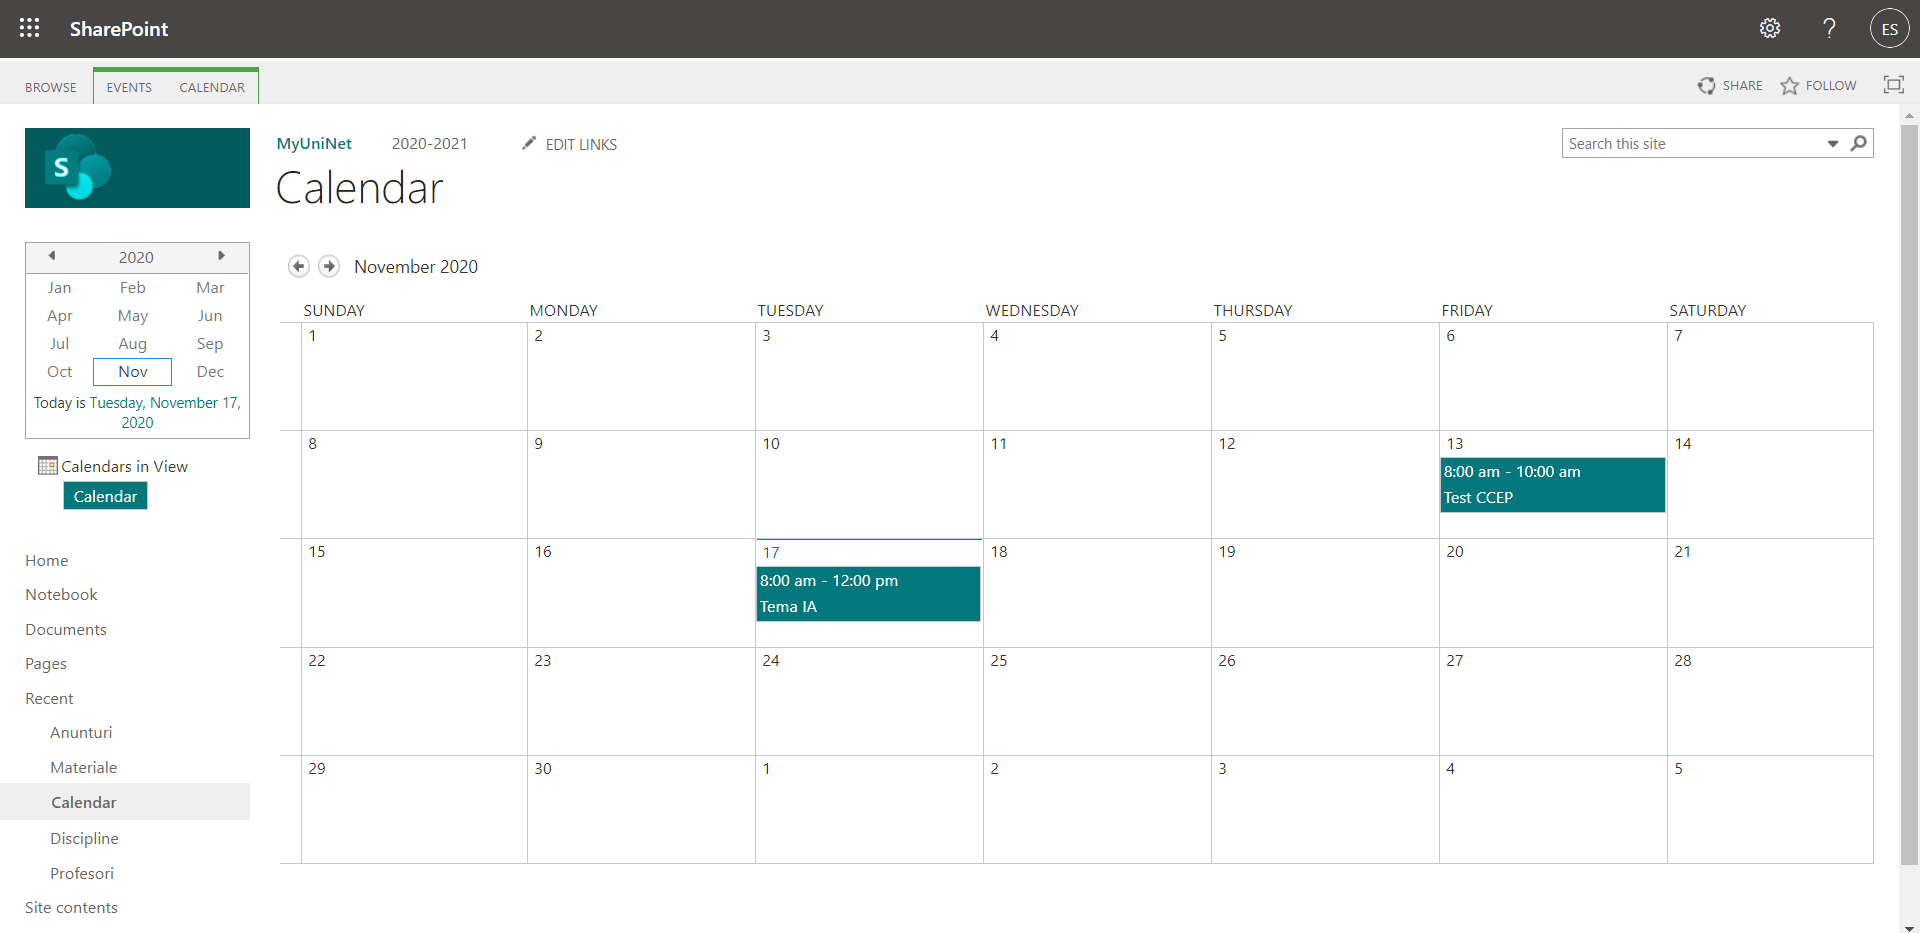 SharePoint
ES
BROWSE
EVENTS
CALENDAR
SHARE
FOLLOW
S
MyUniNet
2020-2021
EDIT LINKS
Search this site
Calendar
2020
Jan Feb Mar
Apr May Jun
Jul Aug Sep
Oct Nov Dec
Today is Tuesday, November 17,
2020
Calendars in View
Calendar
Home
Notebook
Documents
Pages
Recent
Anunturi
Materiale
Calendar
Discipline
Profesori
Site contents
November 2020
SUNDAY MONDAY TUESDAY WEDNESDAY THURSDAY FRIDAY SATURDAY
1 2 3 4 5 6 7
8 9 10 11 12 13 14
8:00 am - 10:00 am
Test CCEP
15 16 17 18 19 20 21
8:00 am - 12:00 pm
Tema IA
22 23 24 25 26 27 28
29 30 1 2 3 4 5